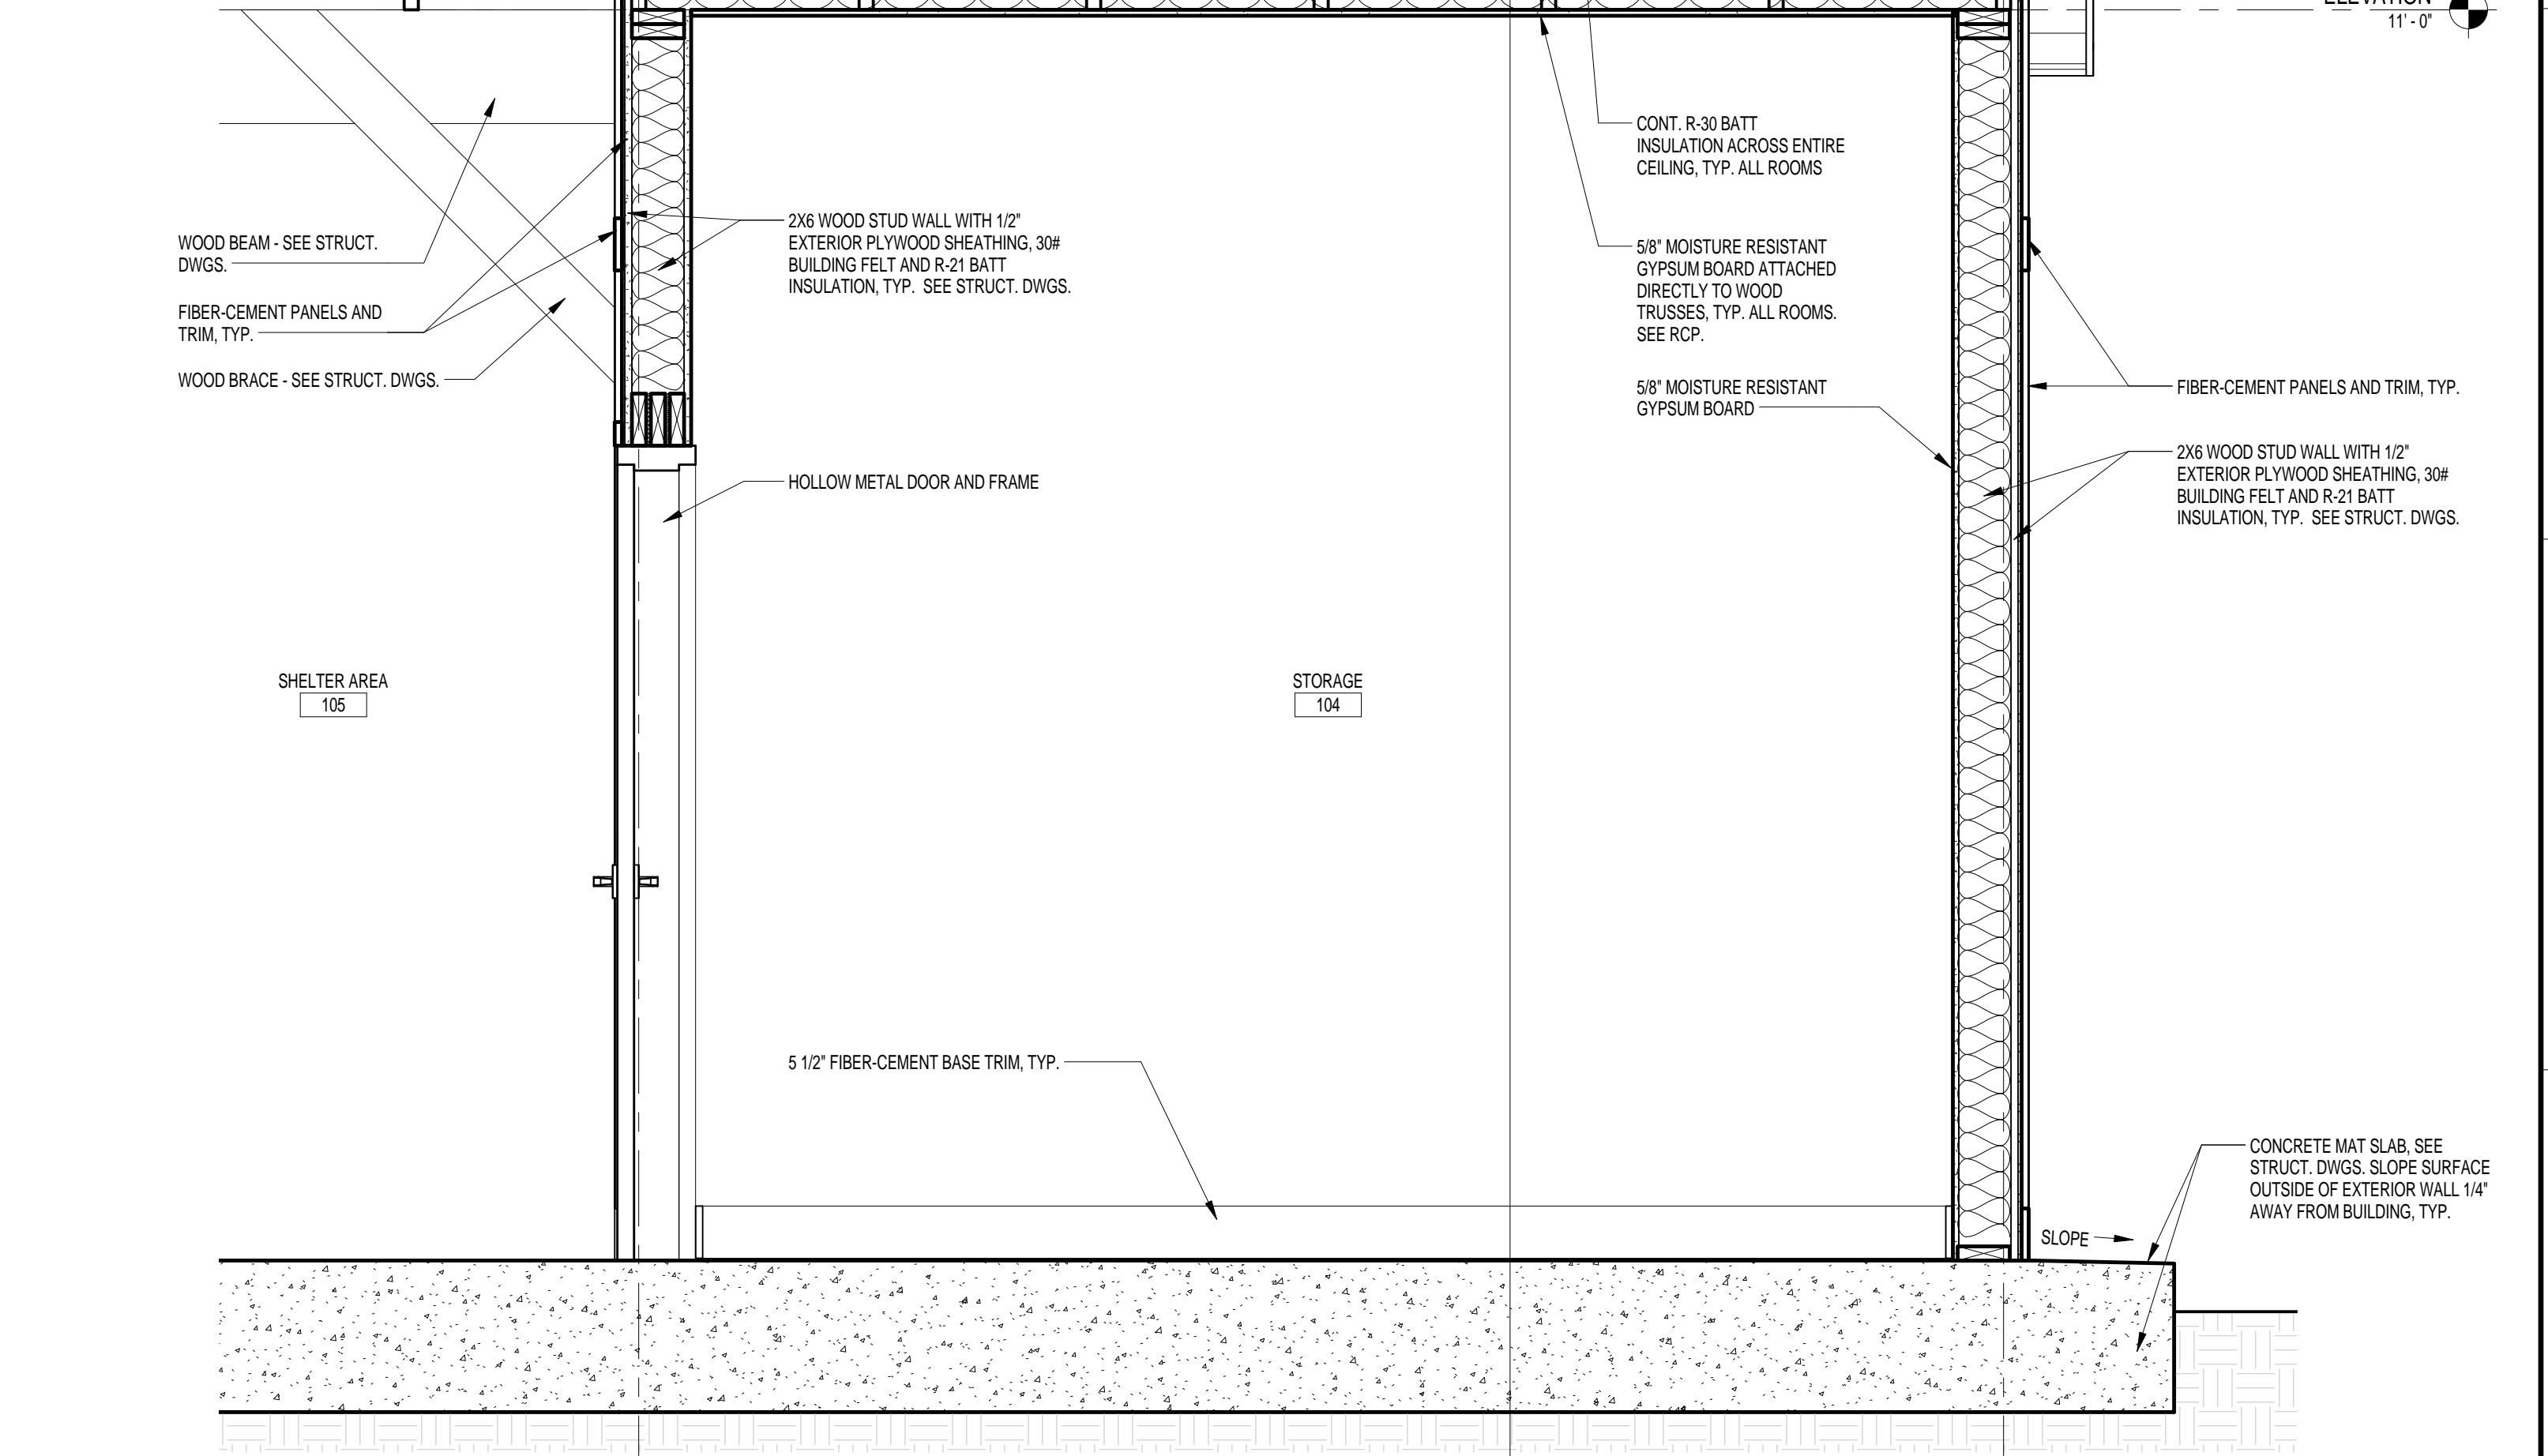 ELEVATION
11' - 0"
CONT. R-30 BATT
INSULATION ACROSS ENTIRE
CEILING, TYP. ALL ROOMS
2X6 WOOD STUD WALL WITH 1/2"
EXTERIOR PLYWOOD SHEATHING, 30#
BUILDING FELT AND R-21 BATT
INSULATION, TYP.  SEE STRUCT. DWGS.
WOOD BEAM - SEE STRUCT.
DWGS.
5/8" MOISTURE RESISTANT
GYPSUM BOARD ATTACHED
DIRECTLY TO WOOD
TRUSSES, TYP. ALL ROOMS.
SEE RCP.
FIBER-CEMENT PANELS AND
TRIM, TYP.
WOOD BRACE - SEE STRUCT. DWGS.
5/8" MOISTURE RESISTANT
GYPSUM BOARD
FIBER-CEMENT PANELS AND TRIM, TYP.
HOLLOW METAL DOOR AND FRAME
2X6 WOOD STUD WALL WITH 1/2"
EXTERIOR PLYWOOD SHEATHING, 30#
BUILDING FELT AND R-21 BATT
INSULATION, TYP.  SEE STRUCT. DWGS.
SHELTER AREA
105
STORAGE
104
5 1/2" FIBER-CEMENT BASE TRIM, TYP.
CONCRETE MAT SLAB, SEE
STRUCT. DWGS. SLOPE SURFACE
OUTSIDE OF EXTERIOR WALL 1/4"
AWAY FROM BUILDING, TYP.
SLOPE